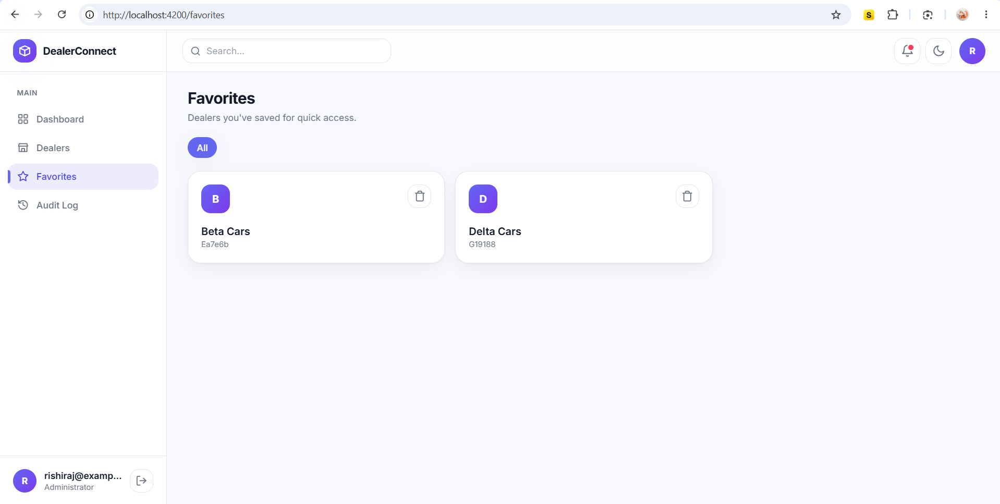 http://localhost:4200/favorites
S
DealerConnect
Search...
R
MAIN
Dashboard
Dealers
Favorites
Audit Log
Favorites
Dealers you've saved for quick access.
All
B
Beta Cars
Ea7e6b
D
Delta Cars
G19188
R
rishiraj@examp...
Administrator